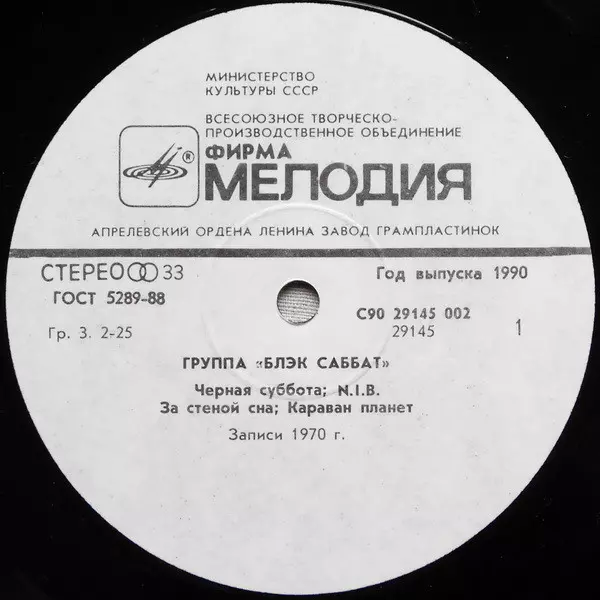 МИНИСТЕРСТВО
КУЛЬТУРЫ СССР
ВСЕСОЮЗНОЕ ТВОРЧЕСКО-
ПРОИЗВОДСТВЕННОЕ ОБЪЕДИНЕНИЕ
® ФИРМА
МЕЛОДИЯ
АПРЕЛЕВСКИЙ ОРДЕНА ЛЕНИНА ЗАВОД ГРАМПЛАСТИНОК
СТЕРЕО 33
Год выпуска 1990
ГОСТ 5289-88
С90 29145 002
Гр. 3. 2-25
29145
1
ГРУППА «БЛЭК САББАТ»
Черная суббота; N.I.B.
За стеной сна; Караван планет
Записи 1970 г.